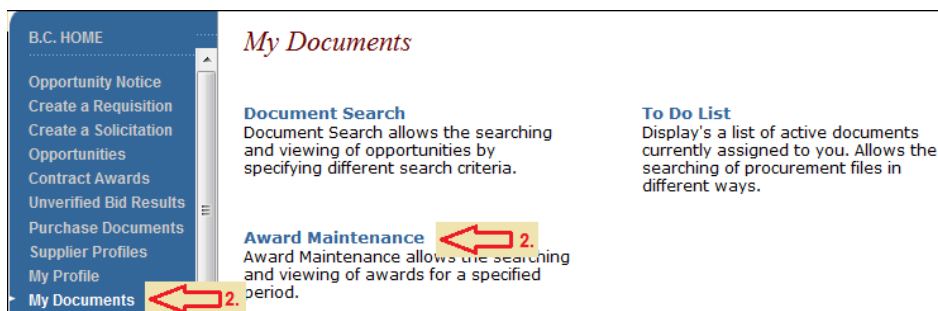 B.C. HOME
Opportunity Notice
Create a Requisition
Create a Solicitation
Opportunities
Contract Awards
Unverified Bid Results
Purchase Documents
Supplier Profiles
My Profile
My Documents 2.
My Documents
Document Search
Document Search allows the searching
and viewing of opportunities by
specifying different search criteria.
To Do List
Display's a list of active documents
currently assigned to you. Allows the
searching of procurement files in
different ways.
Award Maintenance 2.
Award Maintenance allows the searching
and viewing of awards for a specified
period.